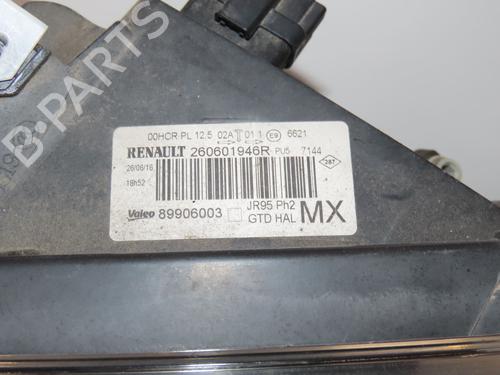 00HCR PL 12.5 02A 01 1 E9 6621
RENAULT 260601946R PU5 7144
26/06/16
18h52
287
Valeo 89906003 JR95 Ph2
GTD HAL MX